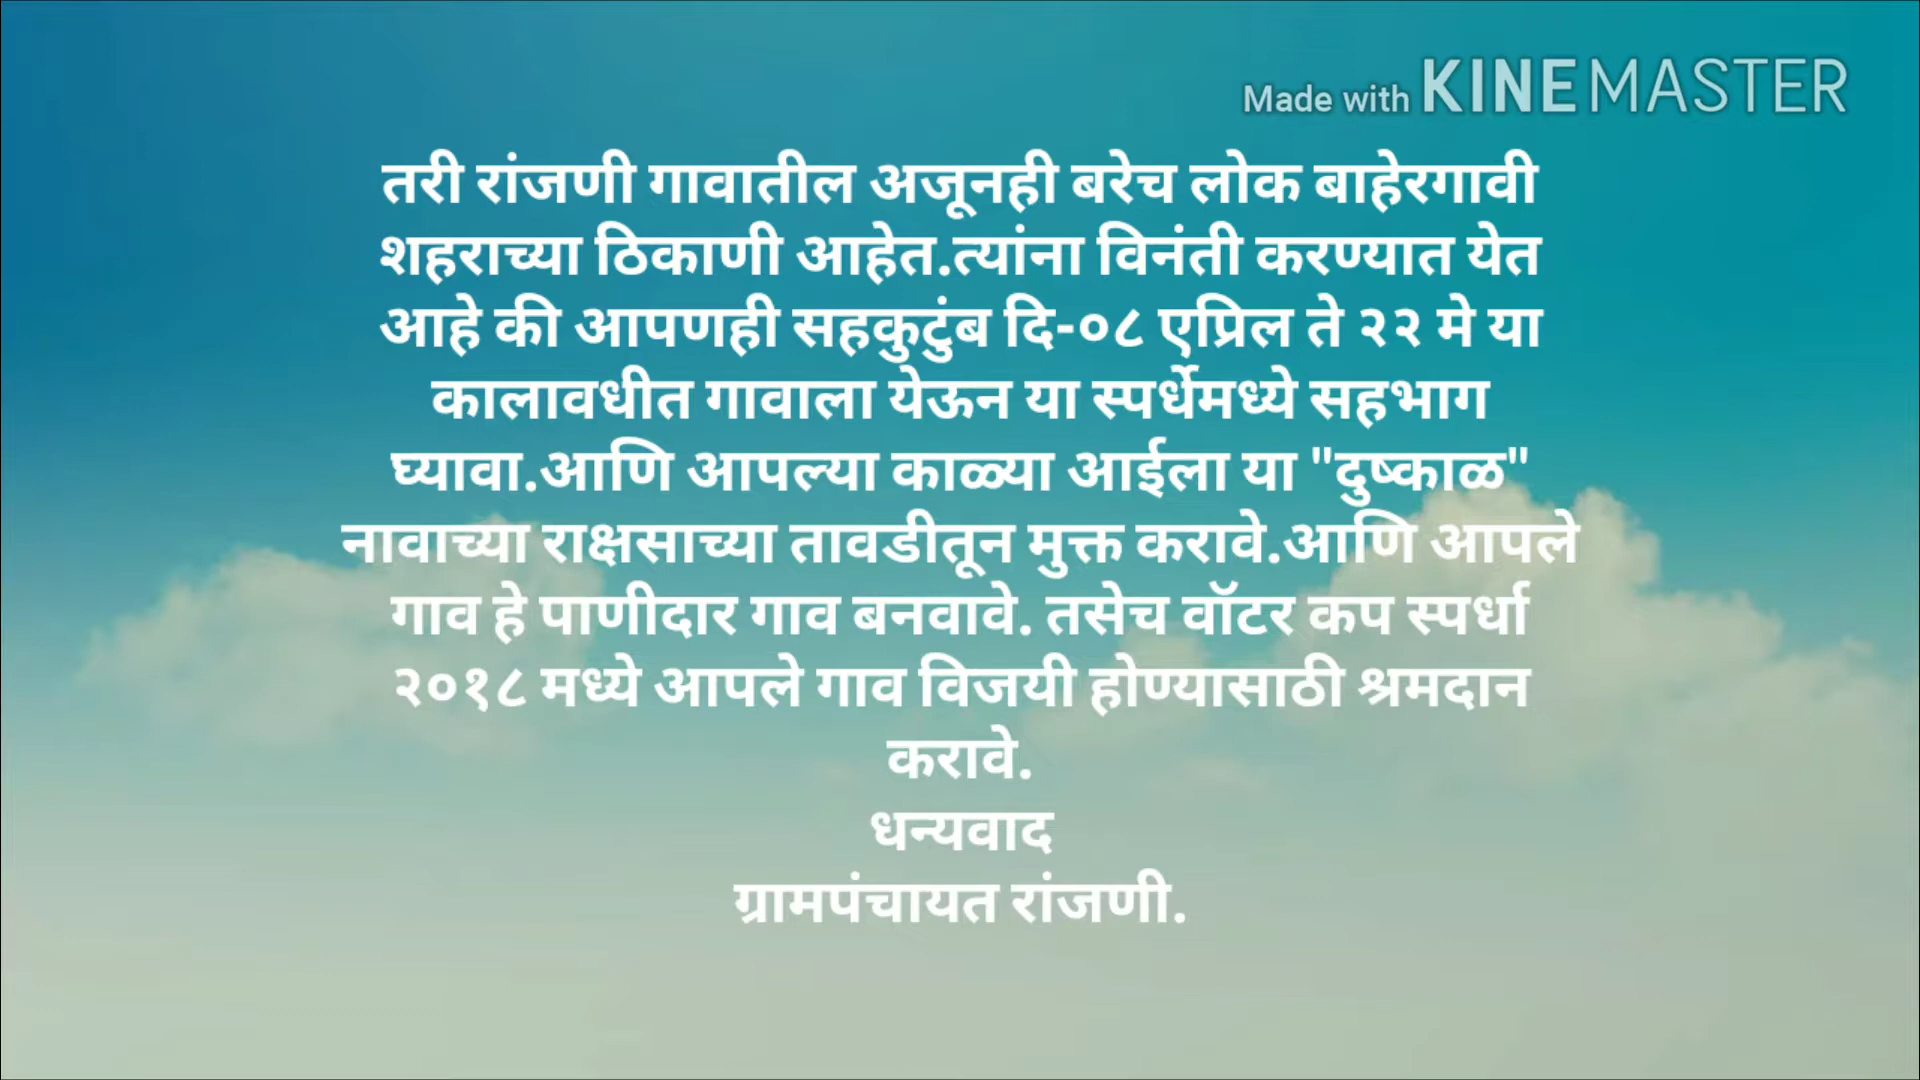 Made with KINEMASTER
तरी रांजणी गावातील अजूनही बरेच लोक बाहेरगावी
शहराच्या ठिकाणी आहेत.त्यांना विनंती करण्यात येत
आहे की आपणही सहकुटुंब दि-०८ एप्रिल ते २२ मे या
कालावधीत गावाला येऊन या स्पर्धेमध्ये सहभाग
घ्यावा.आणि आपल्या काळ्या आईला या "दुष्काळ"
नावाच्या राक्षसाच्या तावडीतून मुक्त करावे.आणि आपले
गाव हे पाणीदार गाव बनवावे. तसेच वॉटर कप स्पर्धा
२०१८ मध्ये आपले गाव विजयी होण्यासाठी श्रमदान
करावे.
धन्यवाद
ग्रामपंचायत रांजणी.